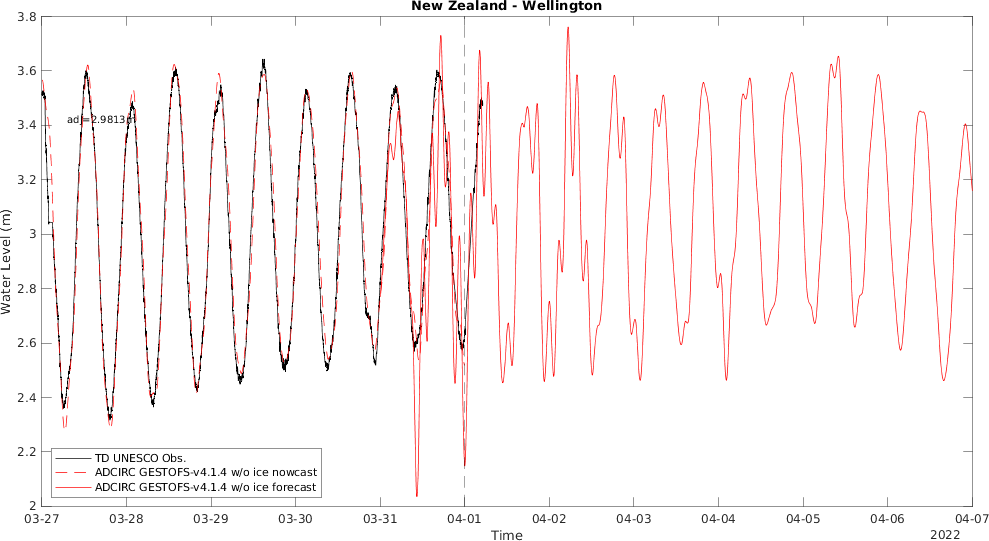 New Zealand - Wellington
3.8
3.6
3.4
3.2
3
2.8
2.6
2.4
2.2
2
Water Level (m)
adj=2.9813m
TD UNESCO Obs.
ADCIRC GESTOFS-v4.1.4 w/o ice nowcast
ADCIRC GESTOFS-v4.1.4 w/o ice forecast
03-27 03-28 03-29 03-30 03-31 04-01 04-02 04-03 04-04 04-05 04-06 04-07
Time
2022